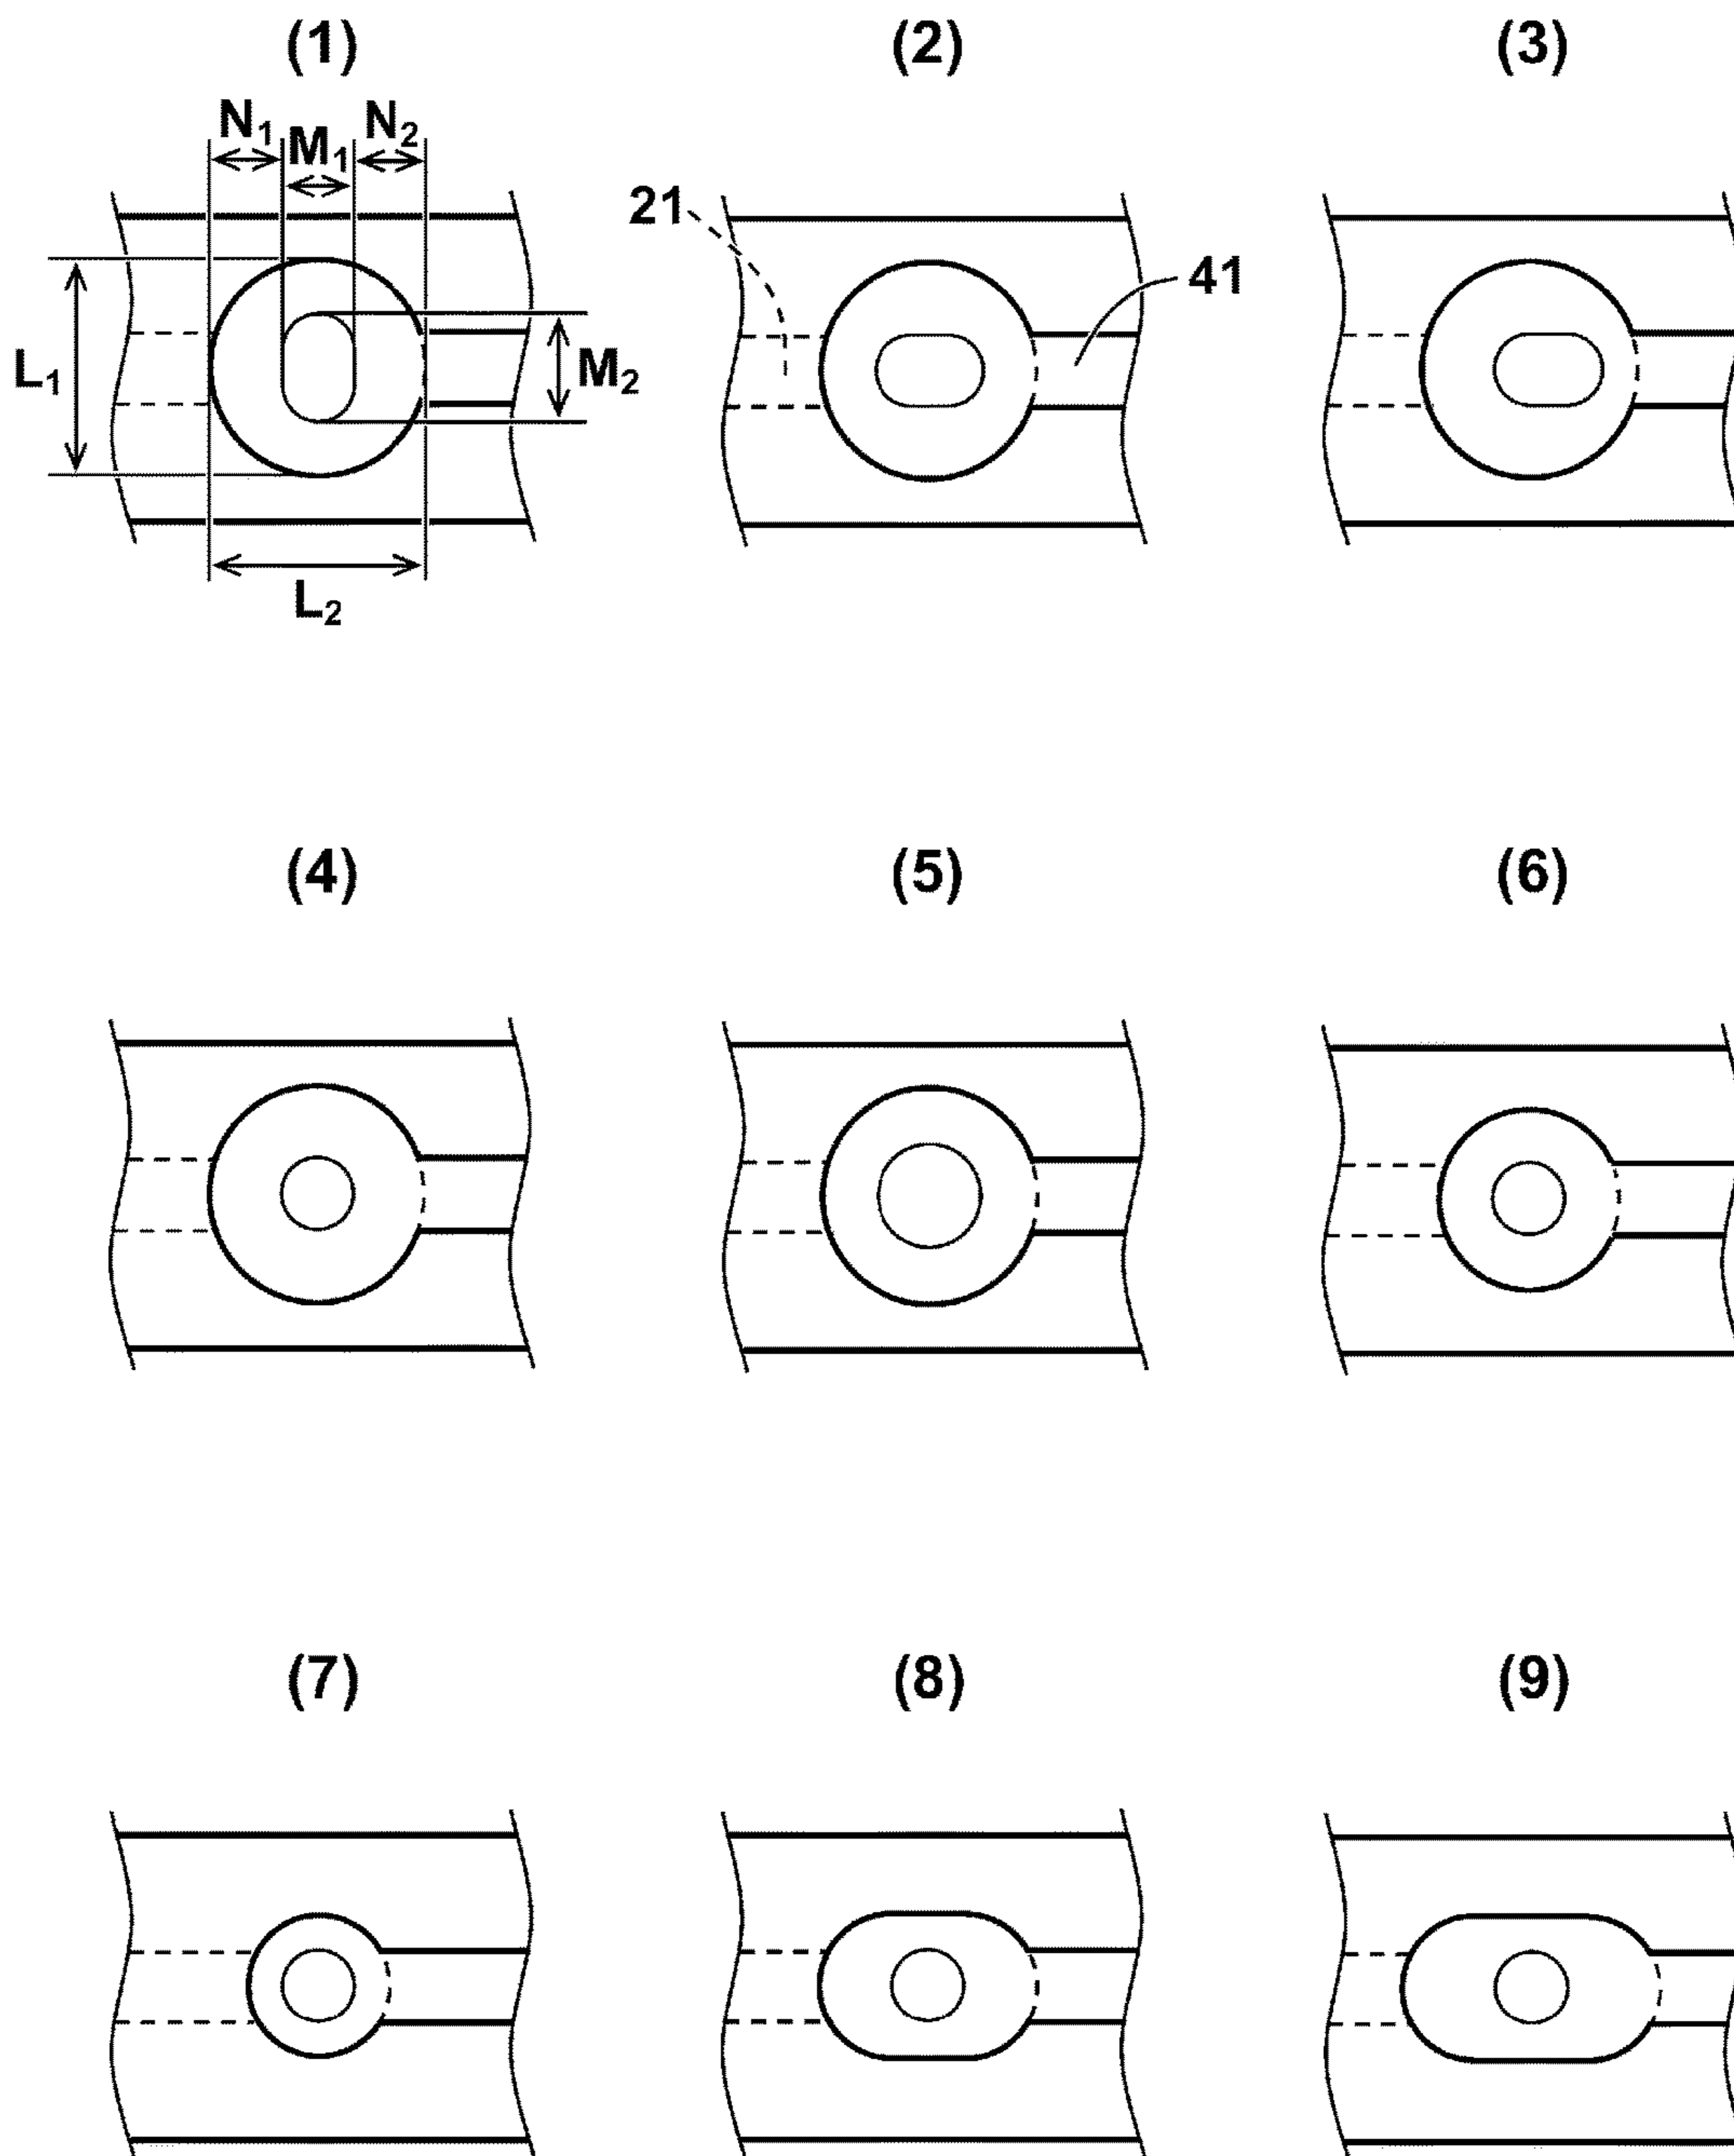 (1) (2) (3)
N₁ M₁ N₂
21 41
L₁ M₂
L₂
(4) (5) (6)
(7) (8) (9)